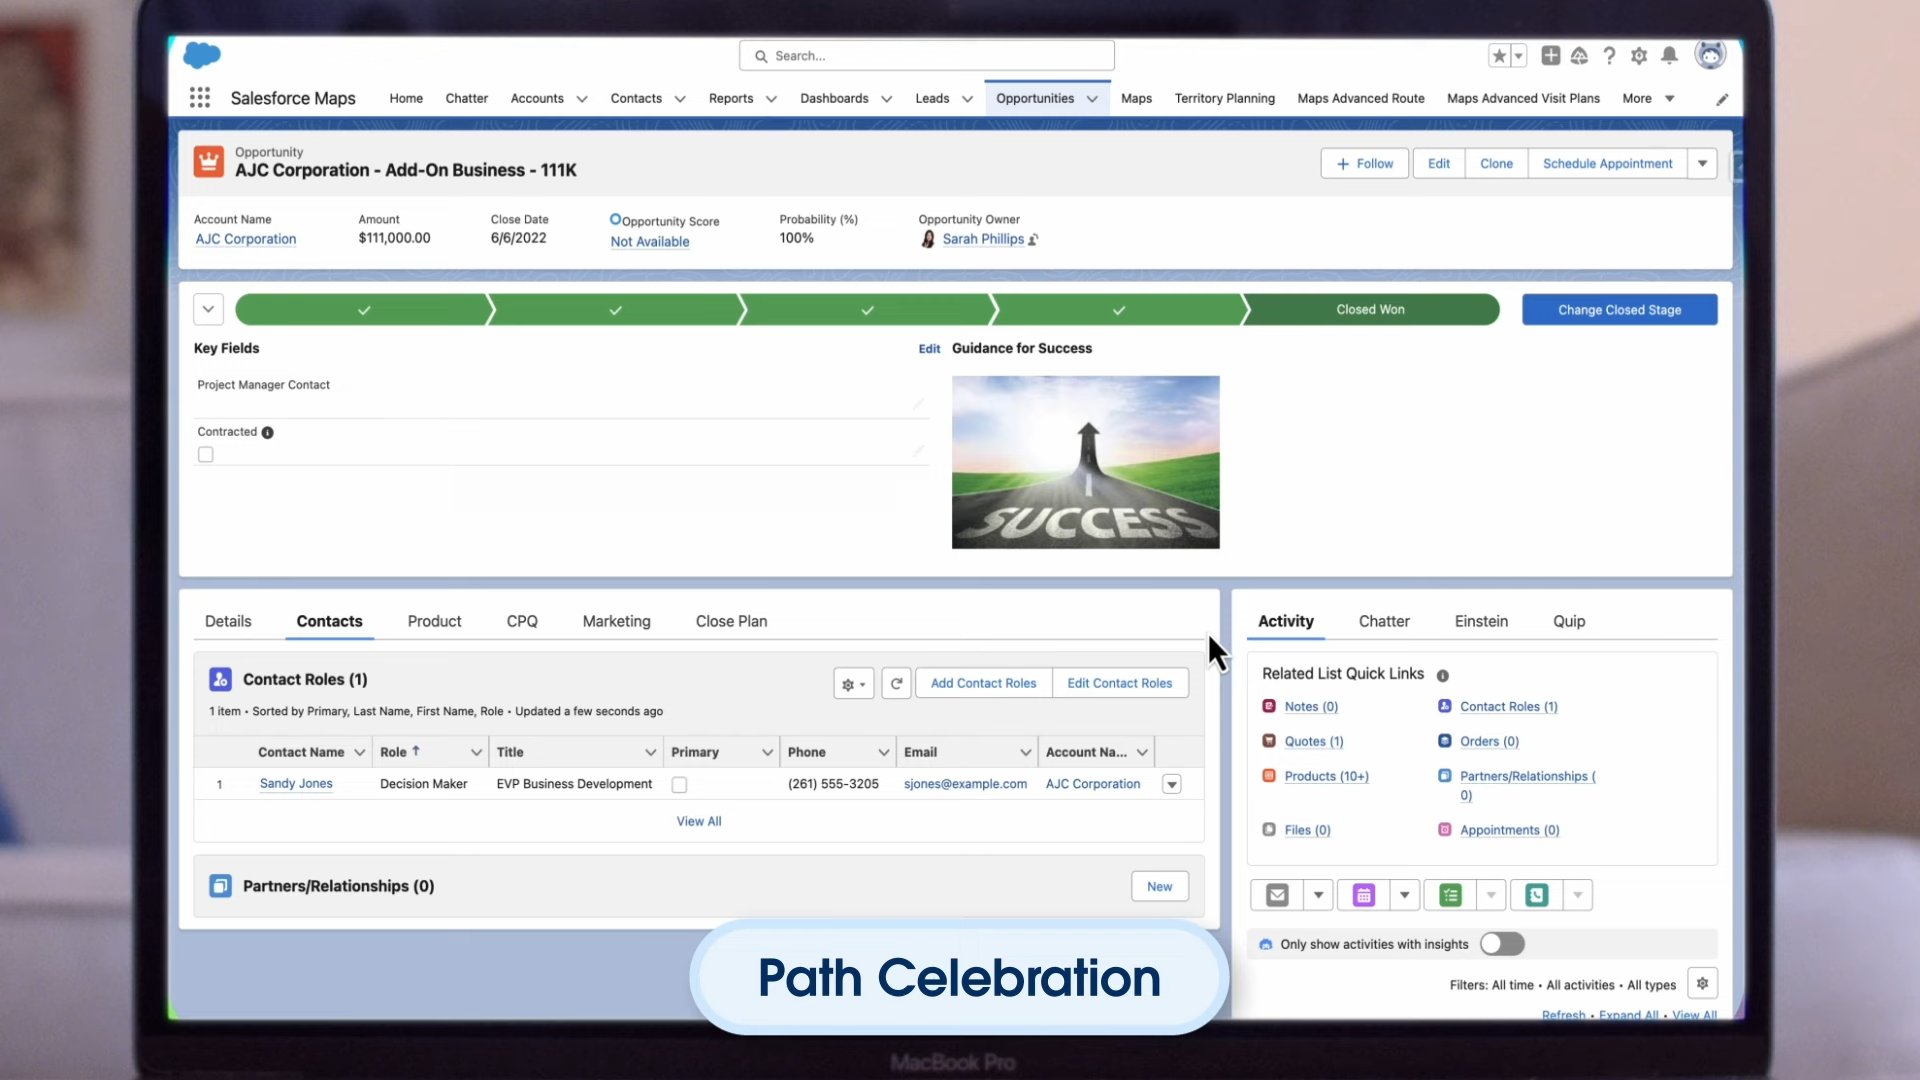 Search...
Salesforce Maps Home Chatter Accounts Contacts Reports Dashboards Leads Opportunities Maps Territory Planning Maps Advanced Route Maps Advanced Visit Plans More
Opportunity
AJC Corporation - Add-On Business - 111K
+ Follow Edit Clone Schedule Appointment
Account Name Amount Close Date Opportunity Score Probability (%) Opportunity Owner
AJC Corporation $111,000.00 6/6/2022 Not Available 100% Sarah Phillips
Closed Won Change Closed Stage
Key Fields Edit Guidance for Success
Project Manager Contact
Contracted
SUCCESS
Details Contacts Product CPQ Marketing Close Plan
Contact Roles (1) Add Contact Roles Edit Contact Roles
1 item • Sorted by Primary, Last Name, First Name, Role • Updated a few seconds ago
Contact Name Role Title Primary Phone Email Account Na...
1 Sandy Jones Decision Maker EVP Business Development (261) 555-3205 sjones@example.com AJC Corporation
View All
Partners/Relationships (0) New
Activity Chatter Einstein Quip
Related List Quick Links
Notes (0) Contact Roles (1)
Quotes (1) Orders (0)
Products (10+) Partners/Relationships (
0)
Files (0) Appointments (0)
Only show activities with insights
Filters: All time • All activities • All types
Refresh • Expand All • View All
Path Celebration
MacBook Pro